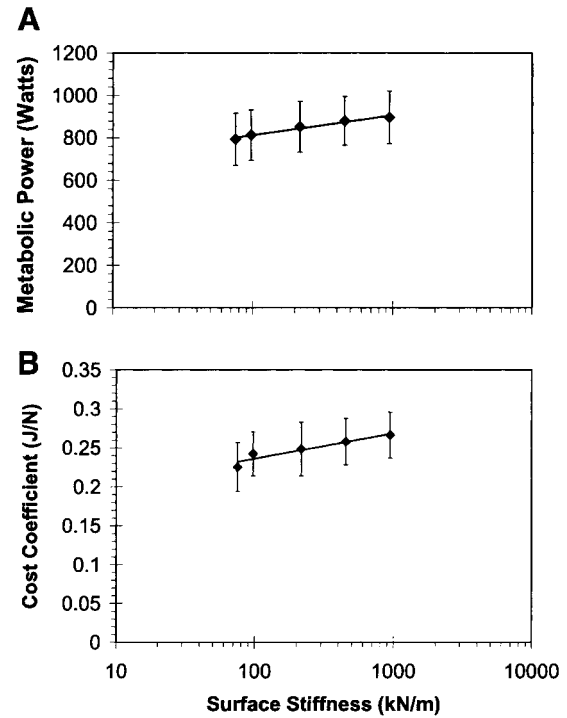 A
Metabolic Power (Watts)
1200
1000
800
600
400
200
0
B
Cost Coefficient (J/N)
0.35
0.3
0.25
0.2
0.15
0.1
0.05
0
10 100 1000 10000
Surface Stiffness (kN/m)